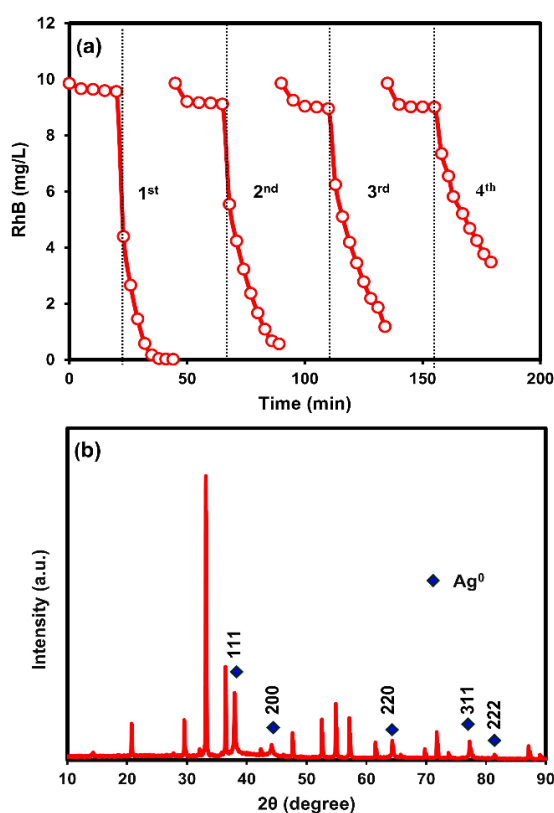 (a)
12
10
8
6
4
2
0
RhB (mg/L)
1st
2nd
3rd
4th
0 50 100 150 200
Time (min)
(b)
Intensity (a.u.)
Ag0
111
200
220
311
222
10 20 30 40 50 60 70 80 90
2θ (degree)